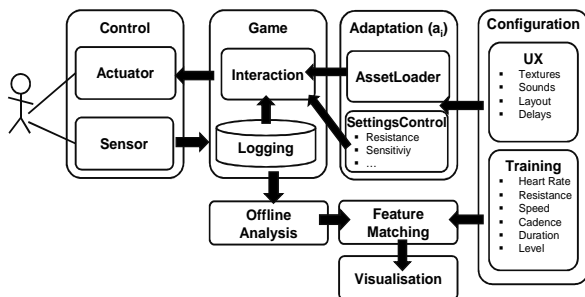 Control
Actuator
Sensor
Game
Interaction
Logging
Adaptation (ai)
AssetLoader
SettingsControl
▪ Resistance
▪ Sensitiviy
▪ ...
Configuration
UX
▪ Textures
▪ Sounds
▪ Layout
▪ Delays
Training
▪ Heart Rate
▪ Resistance
▪ Speed
▪ Cadence
▪ Duration
▪ Level
Offline
Analysis
Feature
Matching
Visualisation